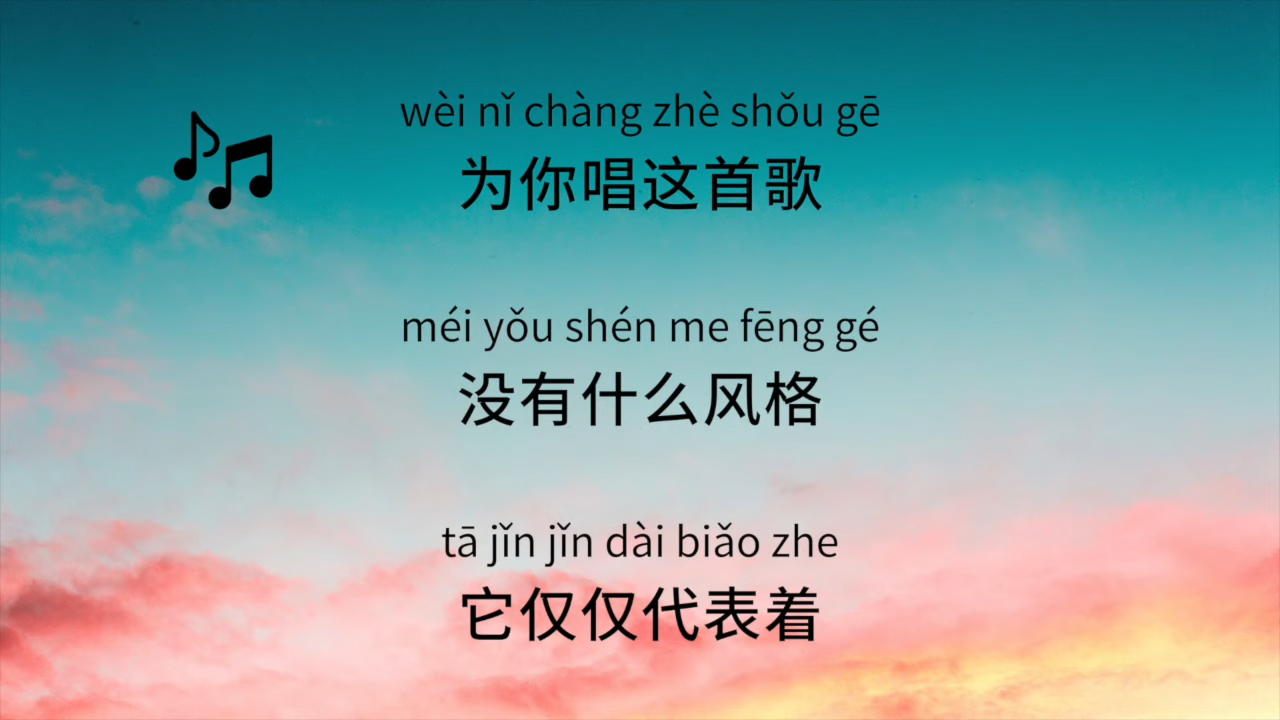 wèi nǐ chàng zhè shǒu gē
为你唱这首歌
méi yǒu shén me fēng gé
没有什么风格
tā jǐn jǐn dài biǎo zhe
它仅仅代表着